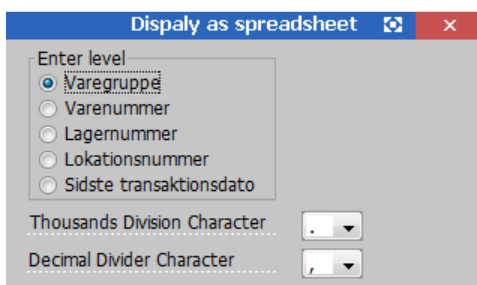 Dispaly as spreadsheet
Enter level
Varegruppe
Varenummer
Lagernummer
Lokationsnummer
Sidste transaktionsdato
Thousands Division Character .
Decimal Divider Character ,